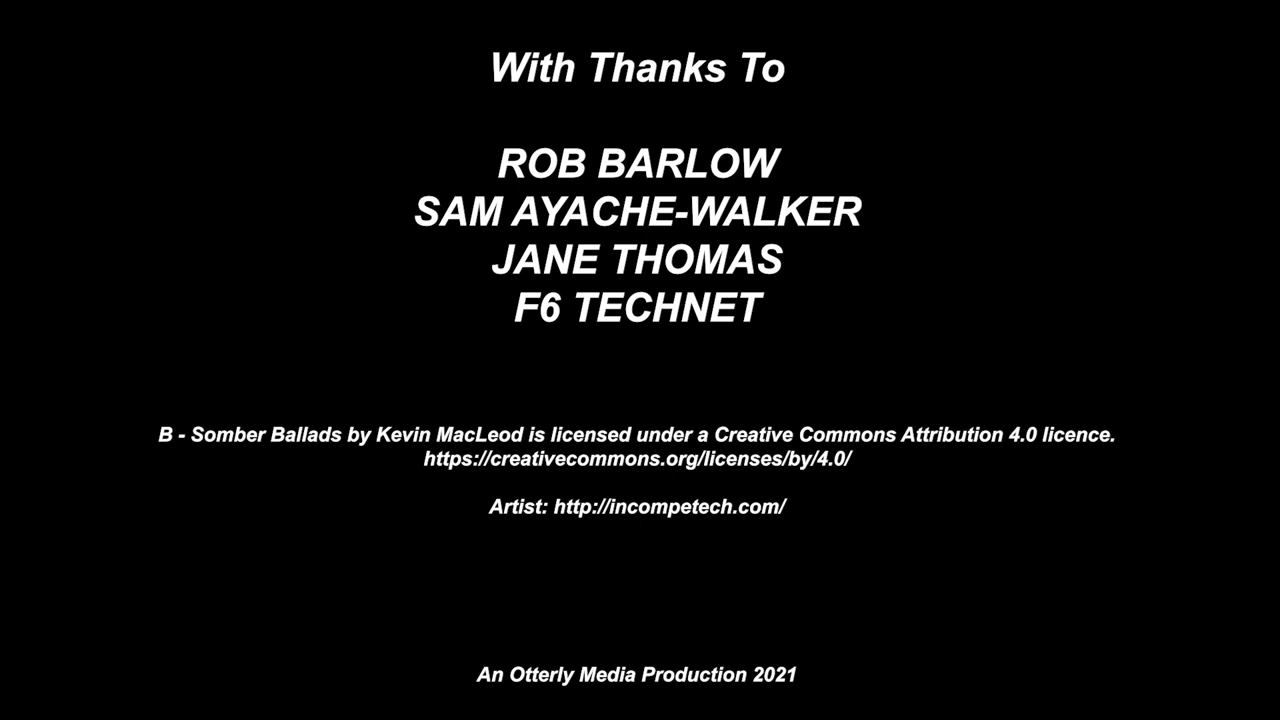 With Thanks To
ROB BARLOW
SAM AYACHE-WALKER
JANE THOMAS
F6 TECHNET
B - Somber Ballads by Kevin MacLeod is licensed under a Creative Commons Attribution 4.0 licence.
https://creativecommons.org/licenses/by/4.0/
Artist: http://incompetech.com/
An Otterly Media Production 2021